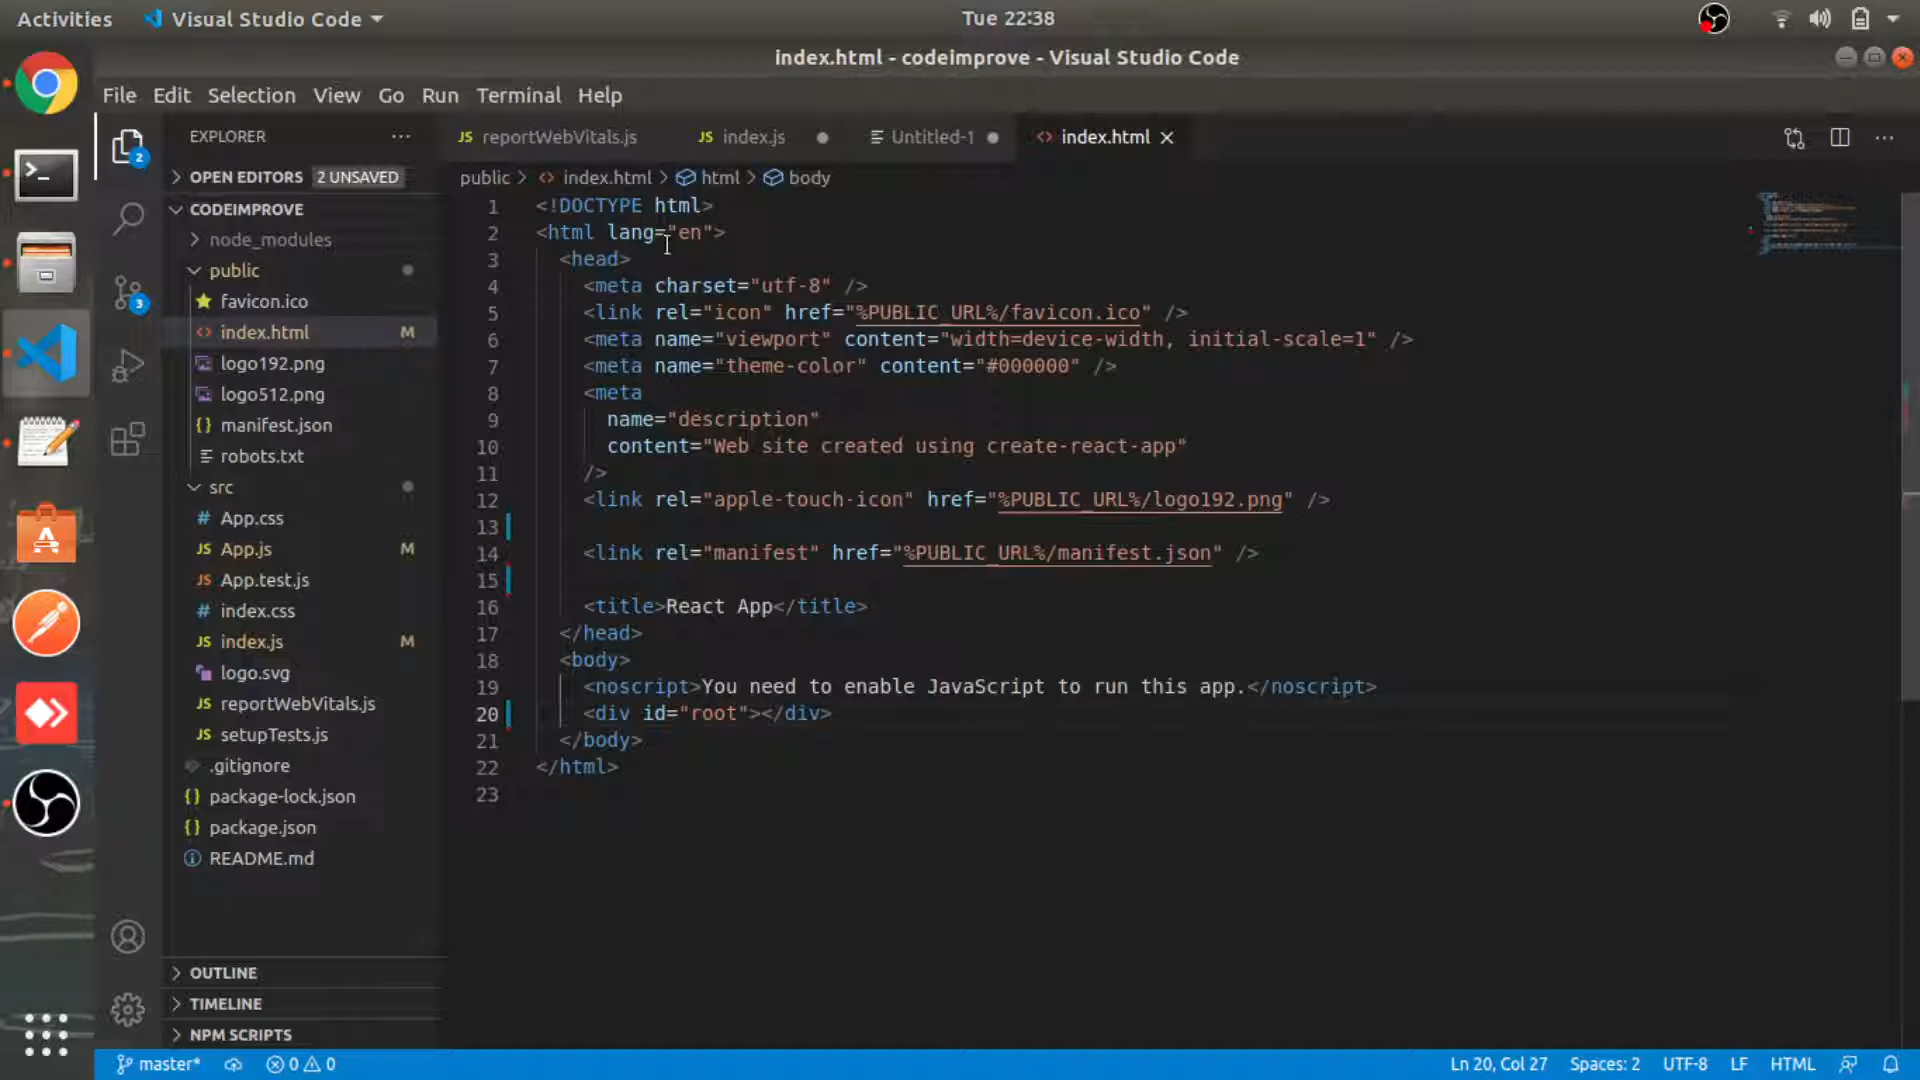 Activities
Visual Studio Code
Tue 22:38
index.html - codeimprove - Visual Studio Code
File Edit Selection View Go Run Terminal Help
EXPLORER
OPEN EDITORS 2 UNSAVED
CODEIMPROVE
node_modules
public
favicon.ico
index.html M
logo192.png
logo512.png
manifest.json
robots.txt
src
App.css
App.js M
App.test.js
index.css
index.js M
logo.svg
reportWebVitals.js
setupTests.js
.gitignore
package-lock.json
package.json
README.md
OUTLINE
TIMELINE
NPM SCRIPTS
2
3
JS reportWebVitals.js
JS index.js
Untitled-1
<> index.html
public > <> index.html > html > body
1 <!DOCTYPE html>
2 <html lang="en">
3 <head>
4 <meta charset="utf-8" />
5 <link rel="icon" href="%PUBLIC_URL%/favicon.ico" />
6 <meta name="viewport" content="width=device-width, initial-scale=1" />
7 <meta name="theme-color" content="#000000" />
8 <meta
9 name="description"
10 content="Web site created using create-react-app"
11 />
12 <link rel="apple-touch-icon" href="%PUBLIC_URL%/logo192.png" />
13
14 <link rel="manifest" href="%PUBLIC_URL%/manifest.json" />
15
16 <title>React App</title>
17 </head>
18 <body>
19 <noscript>You need to enable JavaScript to run this app.</noscript>
20 <div id="root"></div>
21 </body>
22 </html>
23
master* 0 0
Ln 20, Col 27 Spaces: 2 UTF-8 LF HTML